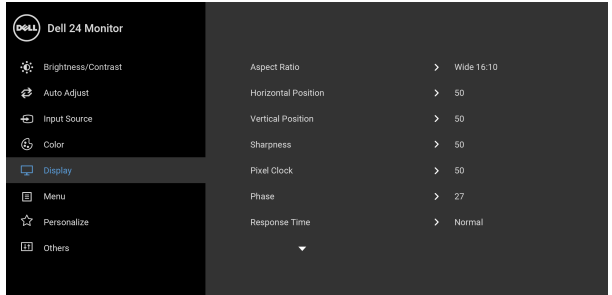 DELL Dell 24 Monitor
Brightness/Contrast
Auto Adjust
Input Source
Color
Display
Menu
Personalize
Others
Aspect Ratio > Wide 16:10
Horizontal Position > 50
Vertical Position > 50
Sharpness > 50
Pixel Clock > 50
Phase > 27
Response Time > Normal